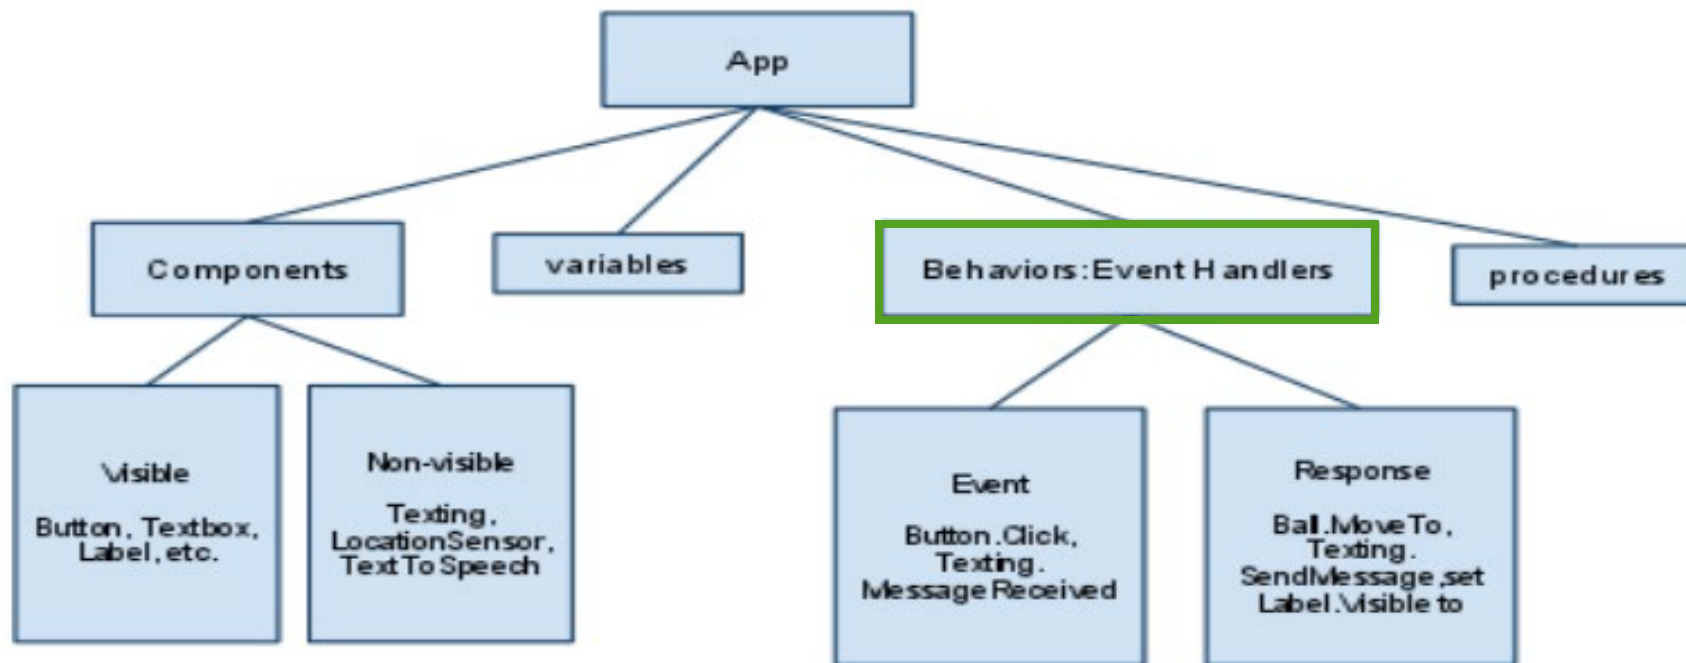 App
Components
variables
Behaviors: Event Handlers
procedures
Visible
Button, Textbox,
Label, etc.
Non-visible
Texting,
LocationSensor,
TextToSpeech
Event
Button.Click,
Texting.
MessageReceived
Response
Ball.MoveTo,
Texting.
SendMessage,set
Label.Visible to